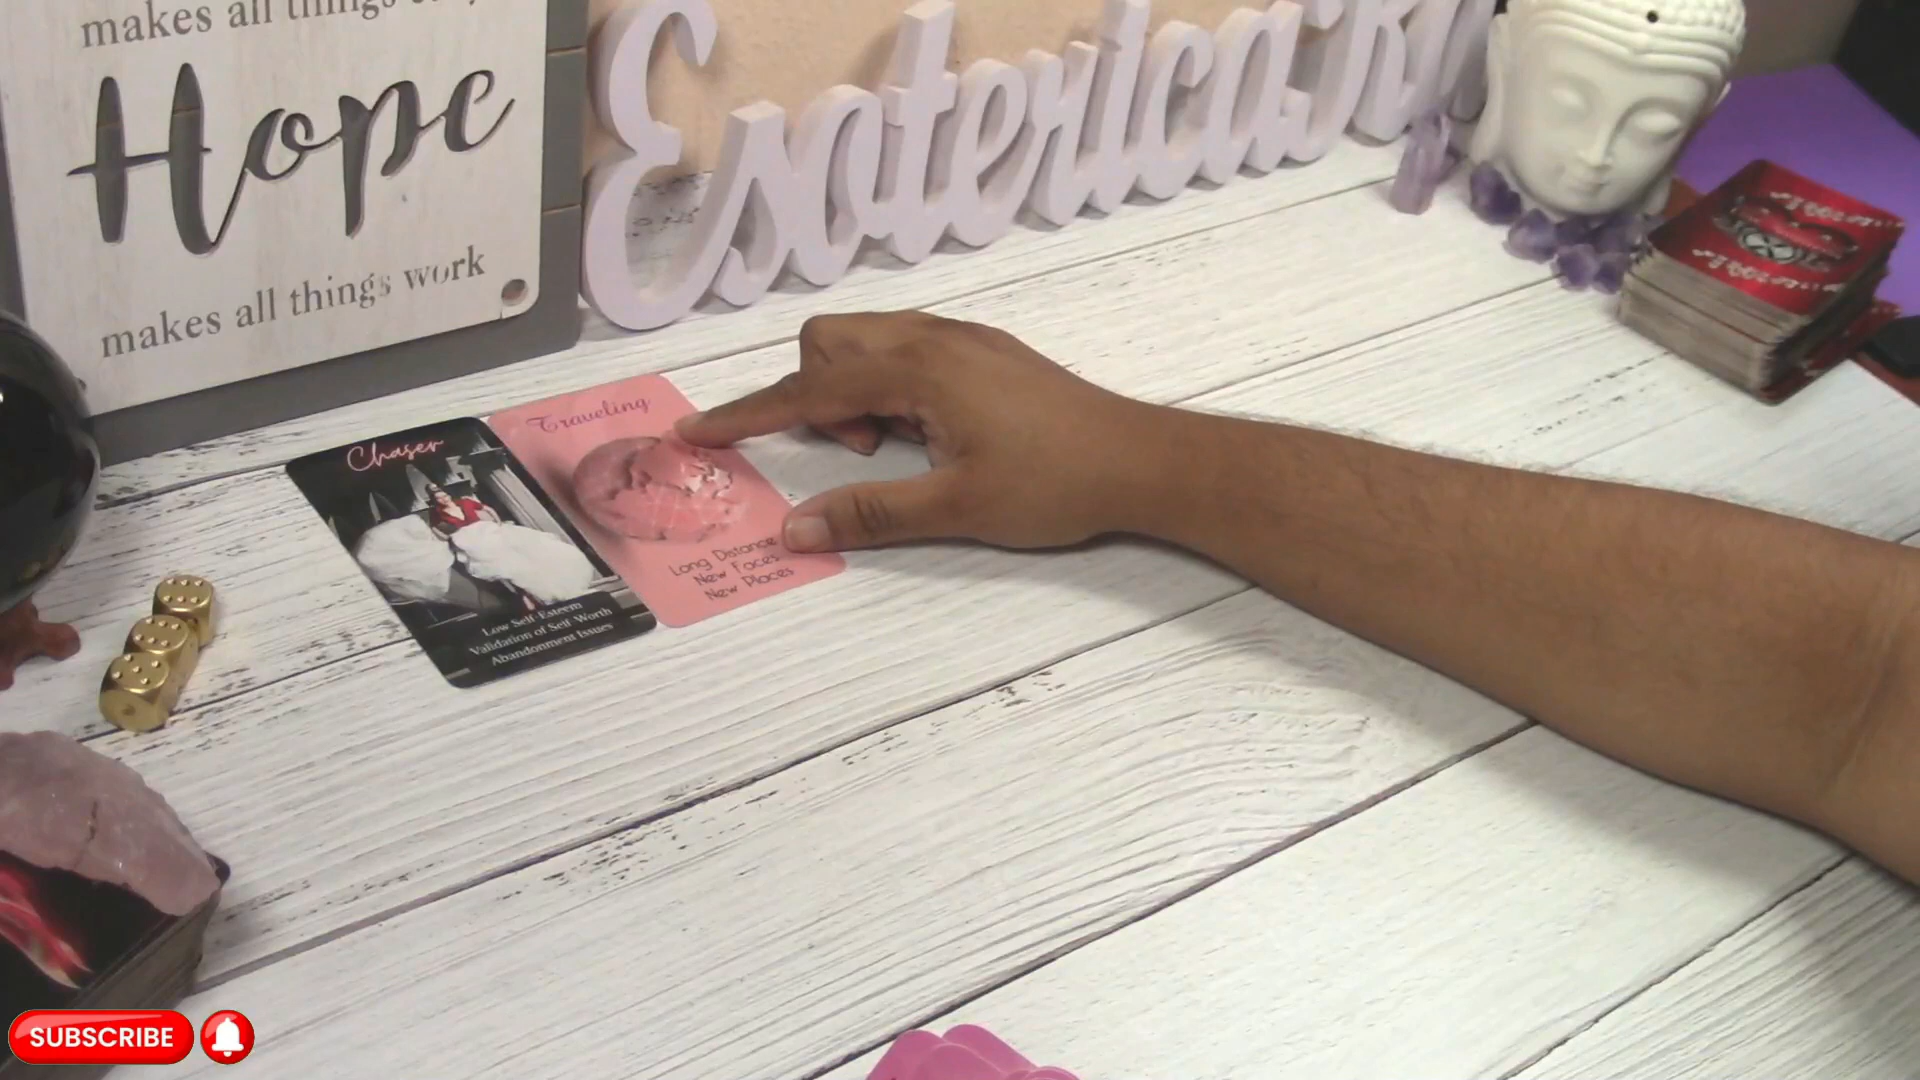 makes all things
Hope
makes all things work
Esoterica
Chaser
Low Self-Esteem
Validation of Self-Worth
Abandonment Issues
Traveling
Long Distance
New Faces
New Places
SUBSCRIBE